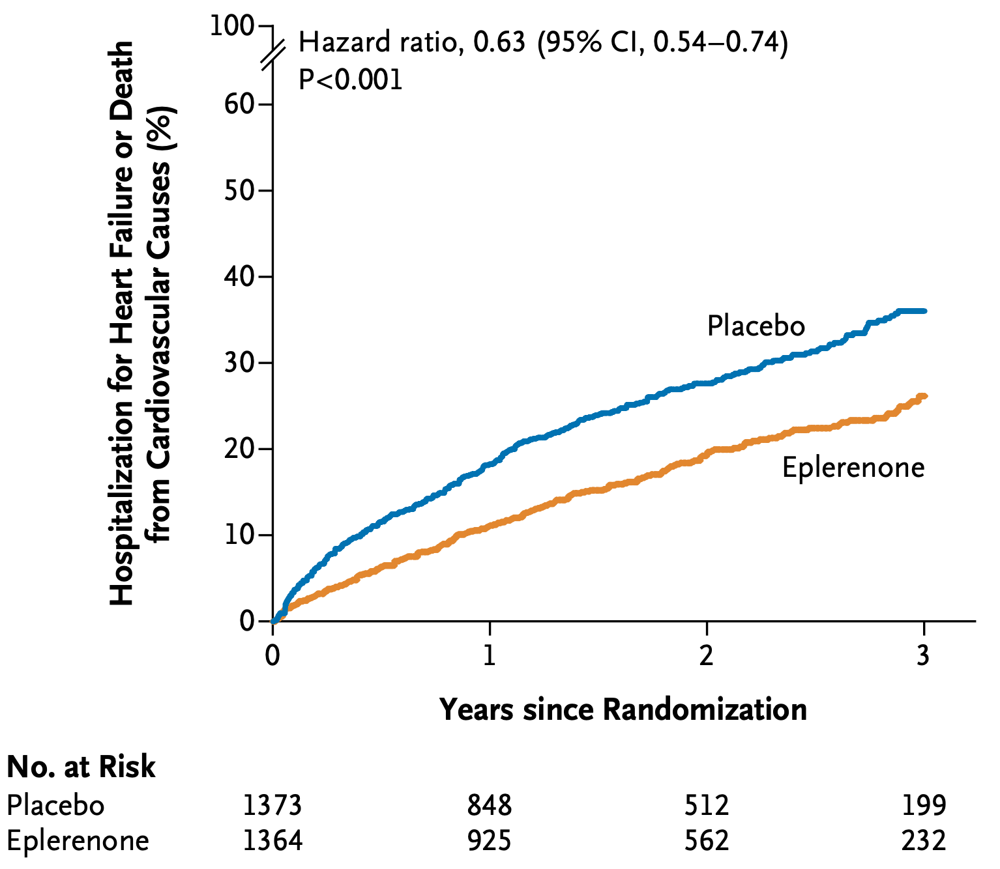 Hospitalization for Heart Failure or Death
from Cardiovascular Causes (%)
100
60
50
40
30
20
10
0
Hazard ratio, 0.63 (95% CI, 0.54–0.74)
P<0.001
Placebo
Eplerenone
0 1 2 3
Years since Randomization
No. at Risk
Placebo 1373 848 512 199
Eplerenone 1364 925 562 232